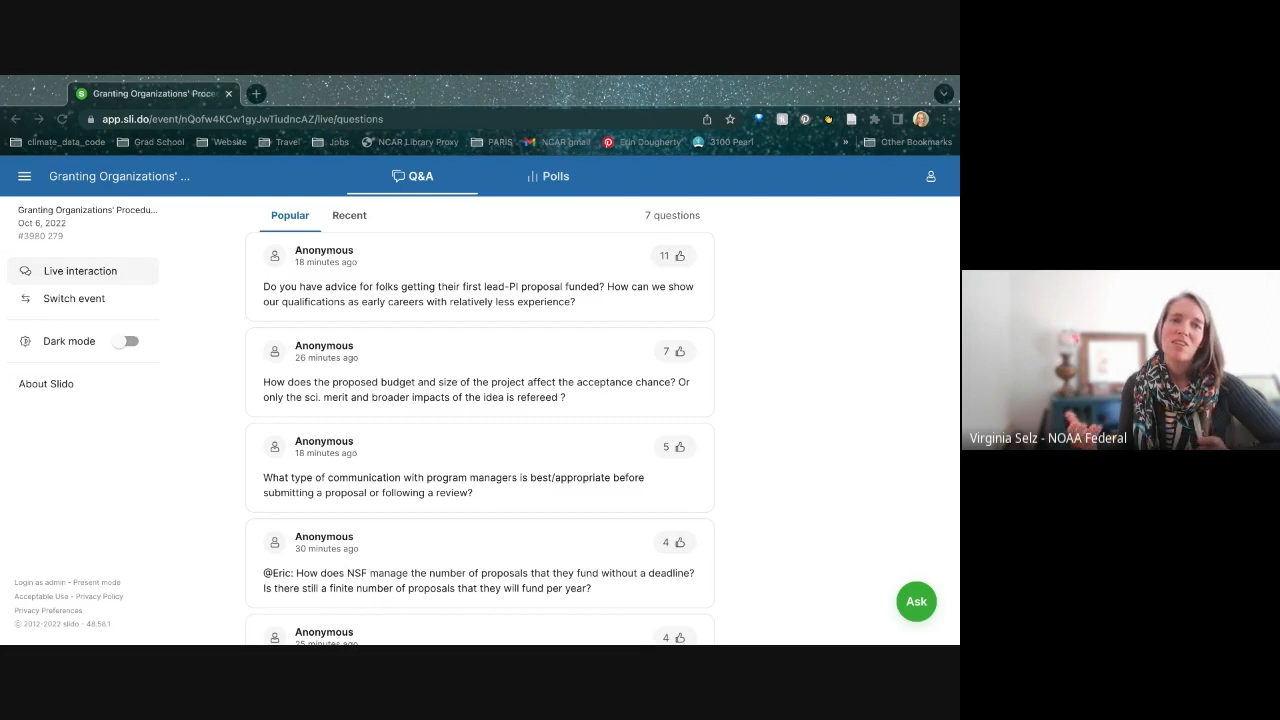 Granting Organizations' Proce
app.sli.do/event/nQofw4KCw1gyJwTiudncAZ/live/questions
climate_data_code Grad School Website Travel Jobs NCAR Library Proxy PARIS NCAR gmail Erin Dougherty 3100 Pearl » Other Bookmarks
Granting Organizations' ... Q&A Polls
Granting Organizations' Procedu...
Oct 6, 2022
#3980 279
Live interaction
Switch event
Dark mode
About Slido
Login as admin - Present mode
Acceptable Use - Privacy Policy
Privacy Preferences
© 2012-2022 slido - 48.58.1
Popular Recent 7 questions
Anonymous
18 minutes ago
11
Do you have advice for folks getting their first lead-PI proposal funded? How can we show
our qualifications as early careers with relatively less experience?
Anonymous
26 minutes ago
7
How does the proposed budget and size of the project affect the acceptance chance? Or
only the sci. merit and broader impacts of the idea is refereed ?
Anonymous
18 minutes ago
5
What type of communication with program managers is best/appropriate before
submitting a proposal or following a review?
Anonymous
30 minutes ago
4
@Eric: How does NSF manage the number of proposals that they fund without a deadline?
Is there still a finite number of proposals that they will fund per year?
Anonymous
25 minutes ago
4
Ask
Virginia Selz - NOAA Federal